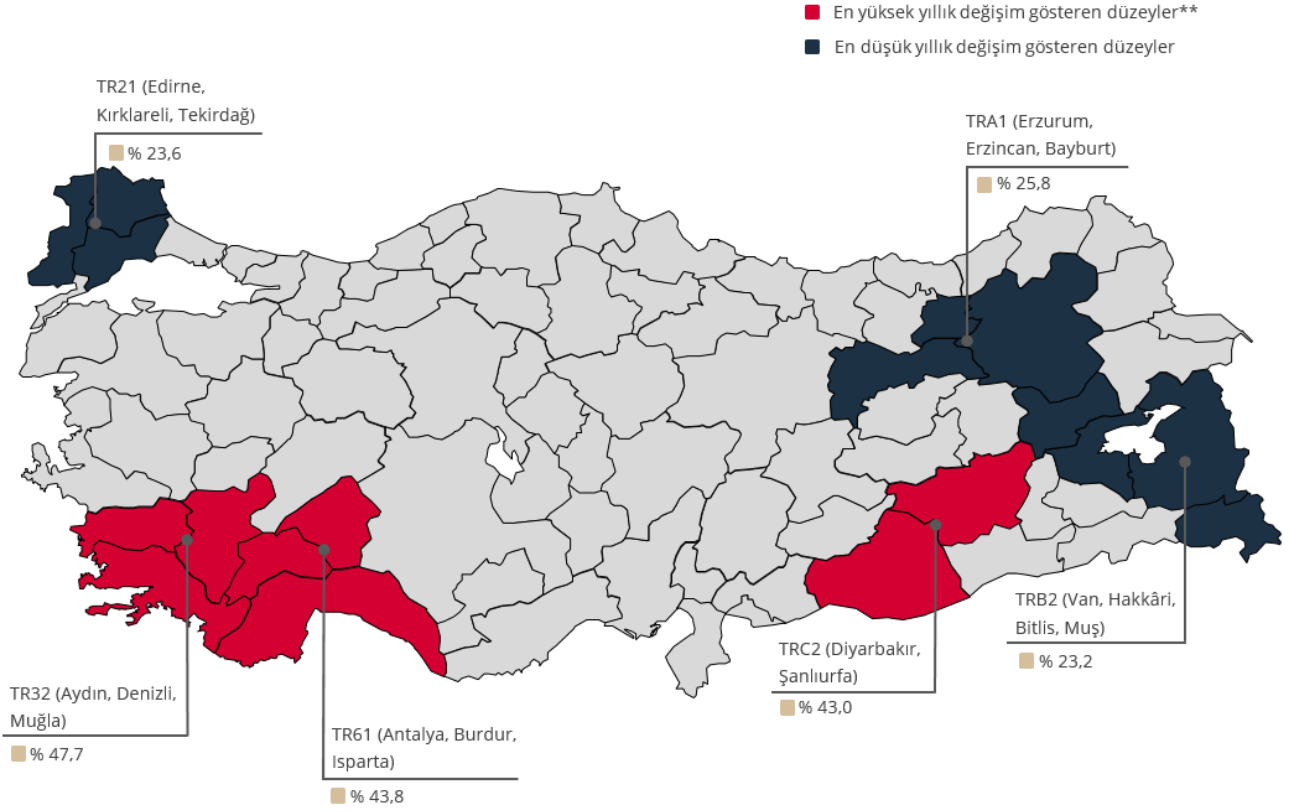 En yüksek yıllık değişim gösteren düzeyler**
En düşük yıllık değişim gösteren düzeyler
TR21 (Edirne,
Kırklareli, Tekirdağ)
% 23,6
TRA1 (Erzurum,
Erzincan, Bayburt)
% 25,8
TRB2 (Van, Hakkâri,
Bitlis, Muş)
% 23,2
TRC2 (Diyarbakır,
Şanlıurfa)
% 43,0
TR32 (Aydın, Denizli,
Muğla)
% 47,7
TR61 (Antalya, Burdur,
Isparta)
% 43,8